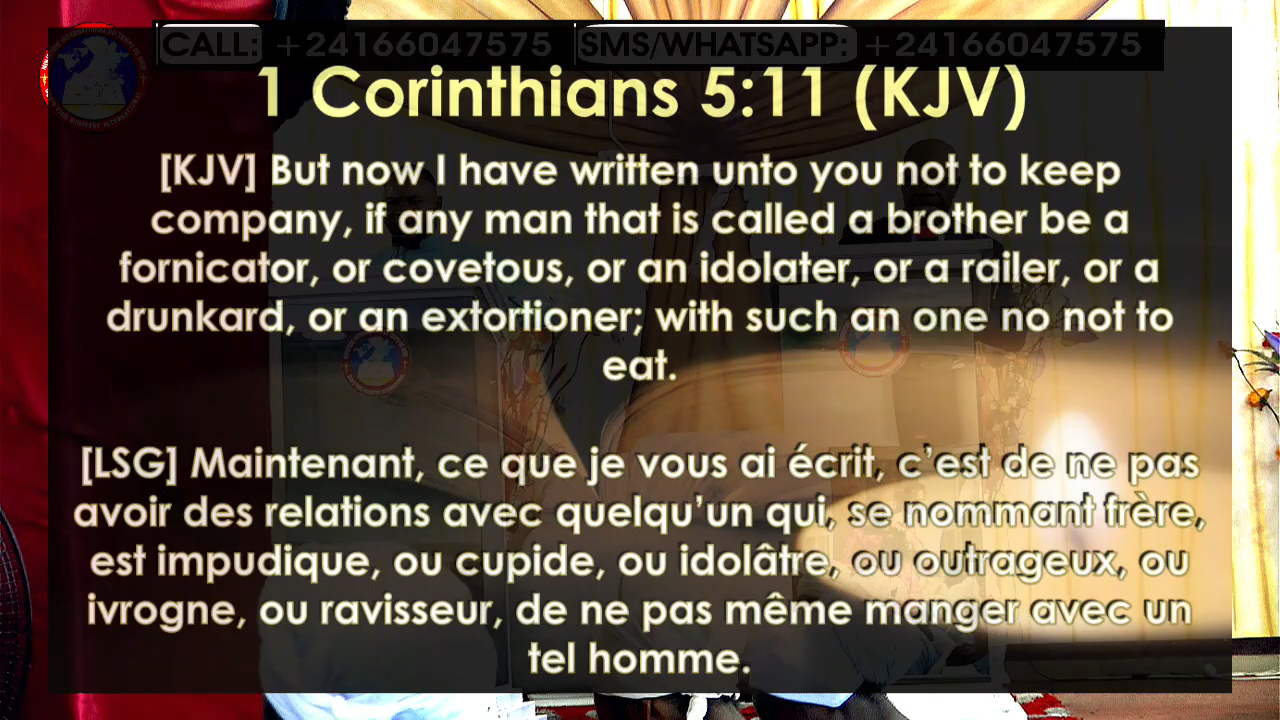 CALL: +24166047575 SMS/WHATSAPP: +24166047575
1 Corinthians 5:11 (KJV)
[KJV] But now I have written unto you not to keep
company, if any man that is called a brother be a
fornicator, or covetous, or an idolater, or a railer, or a
drunkard, or an extortioner; with such an one no not to
eat.
[LSG] Maintenant, ce que je vous ai écrit, c’est de ne pas
avoir des relations avec quelqu’un qui, se nommant frère,
est impudique, ou cupide, ou idolâtre, ou outrageux, ou
ivrogne, ou ravisseur, de ne pas même manger avec un
tel homme.